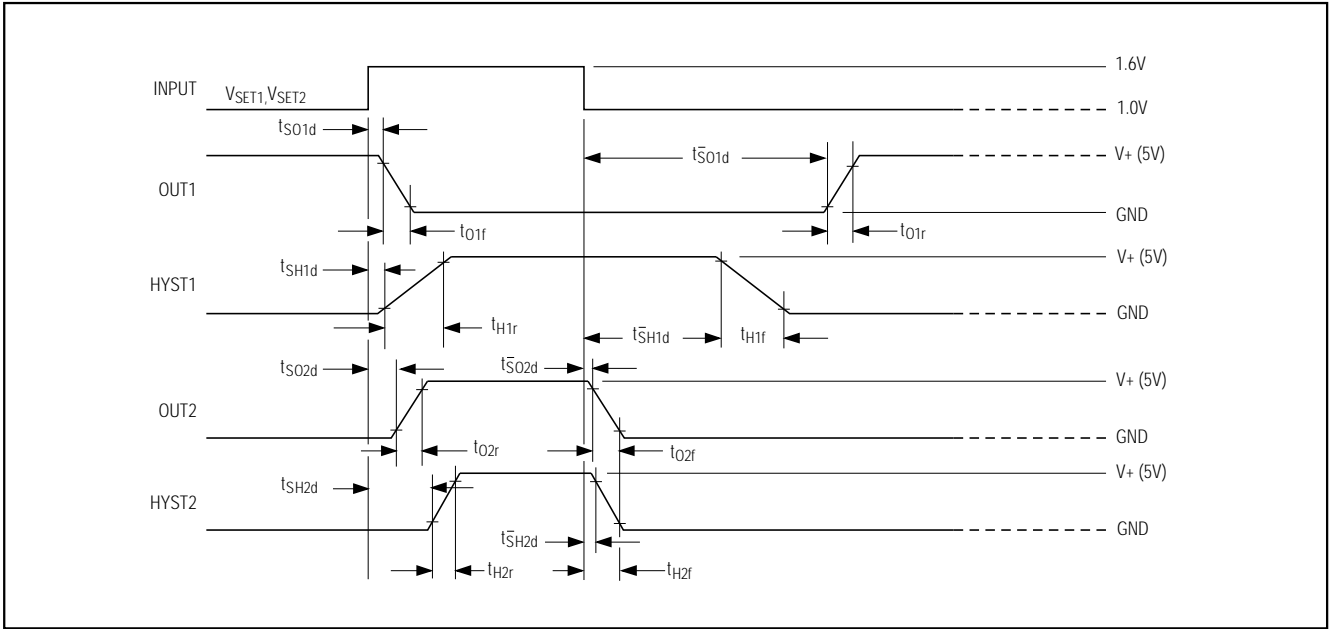 INPUT
VSET1,VSET2
1.6V
1.0V
tSO1d
OUT1
tS̅O1d
V+ (5V)
GND
tO1f
tO1r
tSH1d
HYST1
V+ (5V)
GND
tH1r
tS̅H1d
tH1f
tSO2d
OUT2
tS̅O2d
V+ (5V)
GND
tO2r
tO2f
tSH2d
HYST2
V+ (5V)
GND
tS̅H2d
tH2r
tH2f